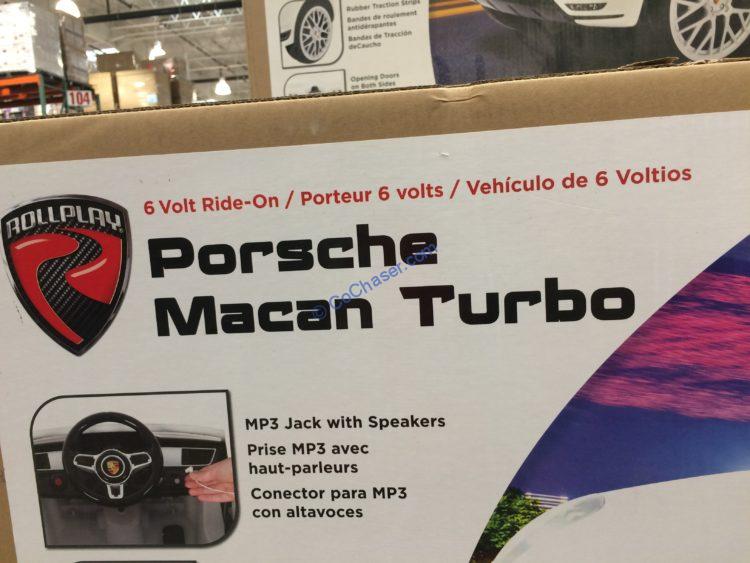 Rubber Traction Strips
Bandes de roulement
antidérapantes
Bandas de Tracción
deCaucho
Opening Doors
on Both Sides
104
6 Volt Ride-On / Porteur 6 volts / Vehículo de 6 Voltios
ROLLPLAY
Porsche
Macan Turbo
© CoChaser.com
MP3 Jack with Speakers
Prise MP3 avec
haut-parleurs
Conector para MP3
con altavoces